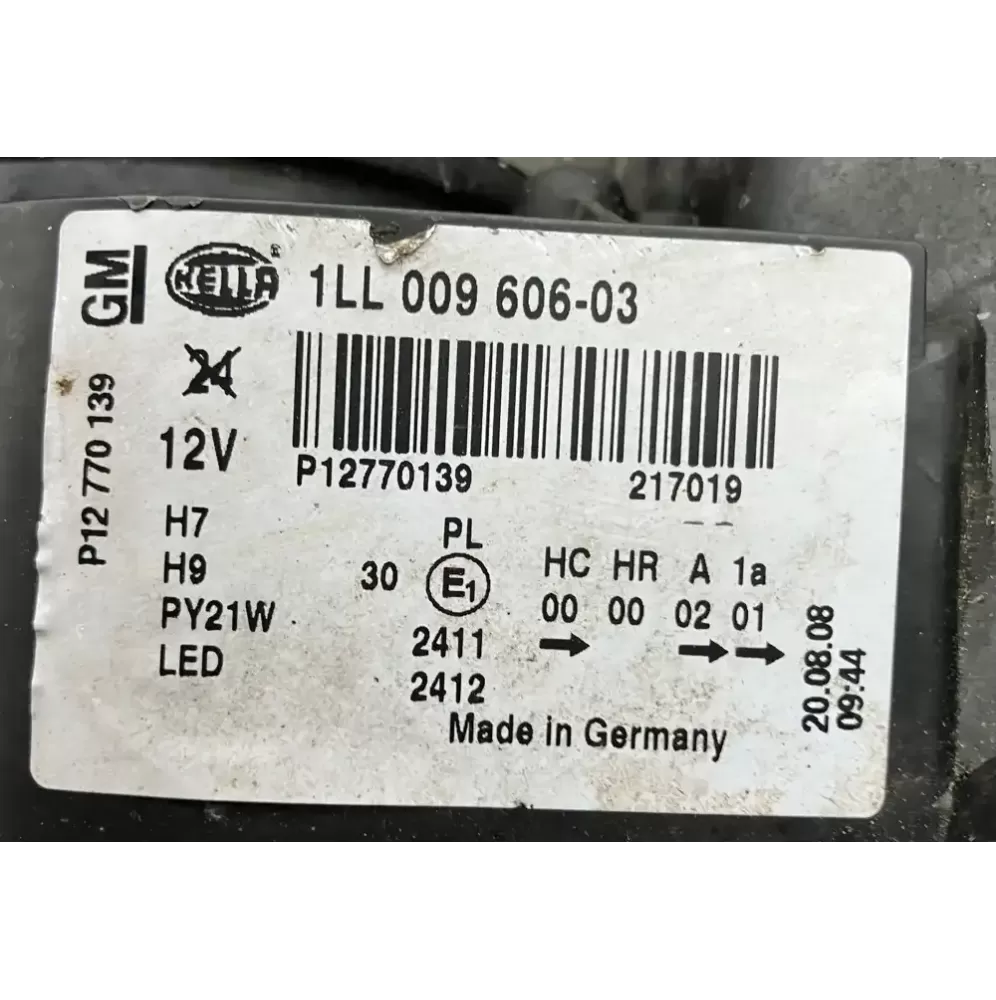 GM
HELLA ®
1LL 009 606-03
24
P12 770 139
12V
P12770139 217019
H7
H9
PY21W
LED
PL
30 E1
2411
2412
HC HR A 1a
00 00 02 01
Made in Germany
20.08.08
09:44